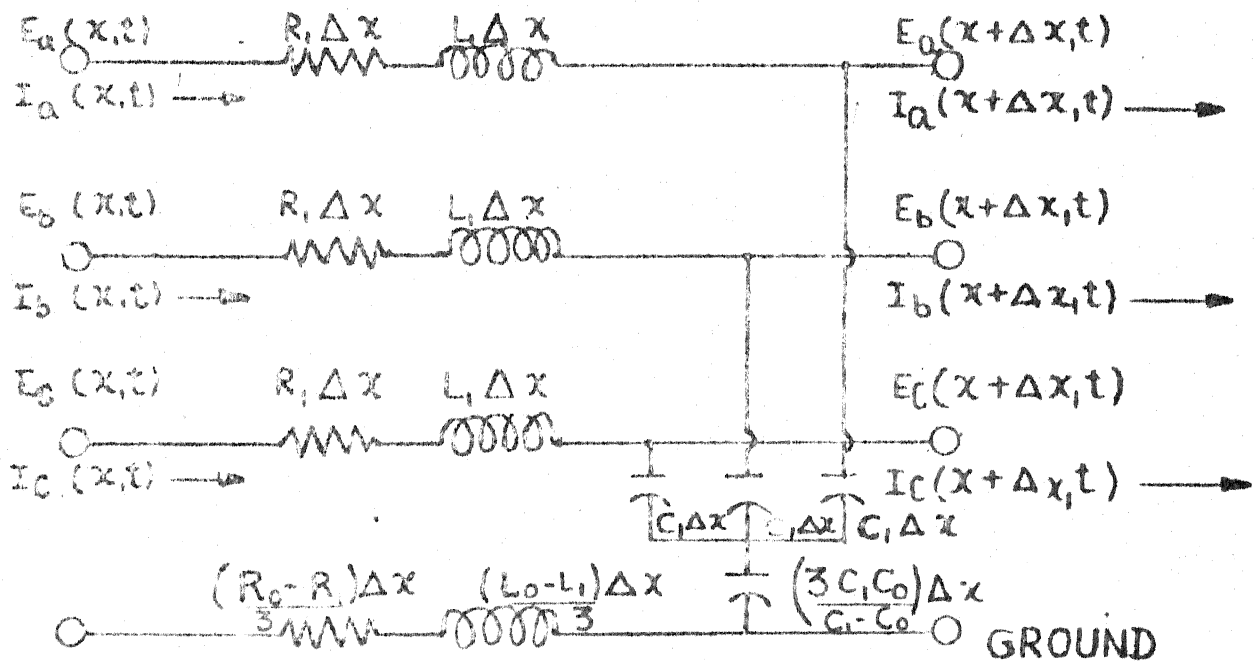 Ea(x,t) R₁Δx L₁Δx Ea(x+Δx,t)
Ia(x,t) Ia(x+Δx,t)
Eb(x,t) R₁Δx L₁Δx Eb(x+Δx,t)
Ib(x,t) Ib(x+Δx,t)
Ec(x,t) R₁Δx L₁Δx Ec(x+Δx,t)
Ic(x,t) Ic(x+Δx,t)
C₁Δx C₁Δx C₁Δx
(R₀-R₁)Δx/3 (L₀-L₁)Δx/3 (3C₁C₀/C₁-C₀)Δx
GROUND